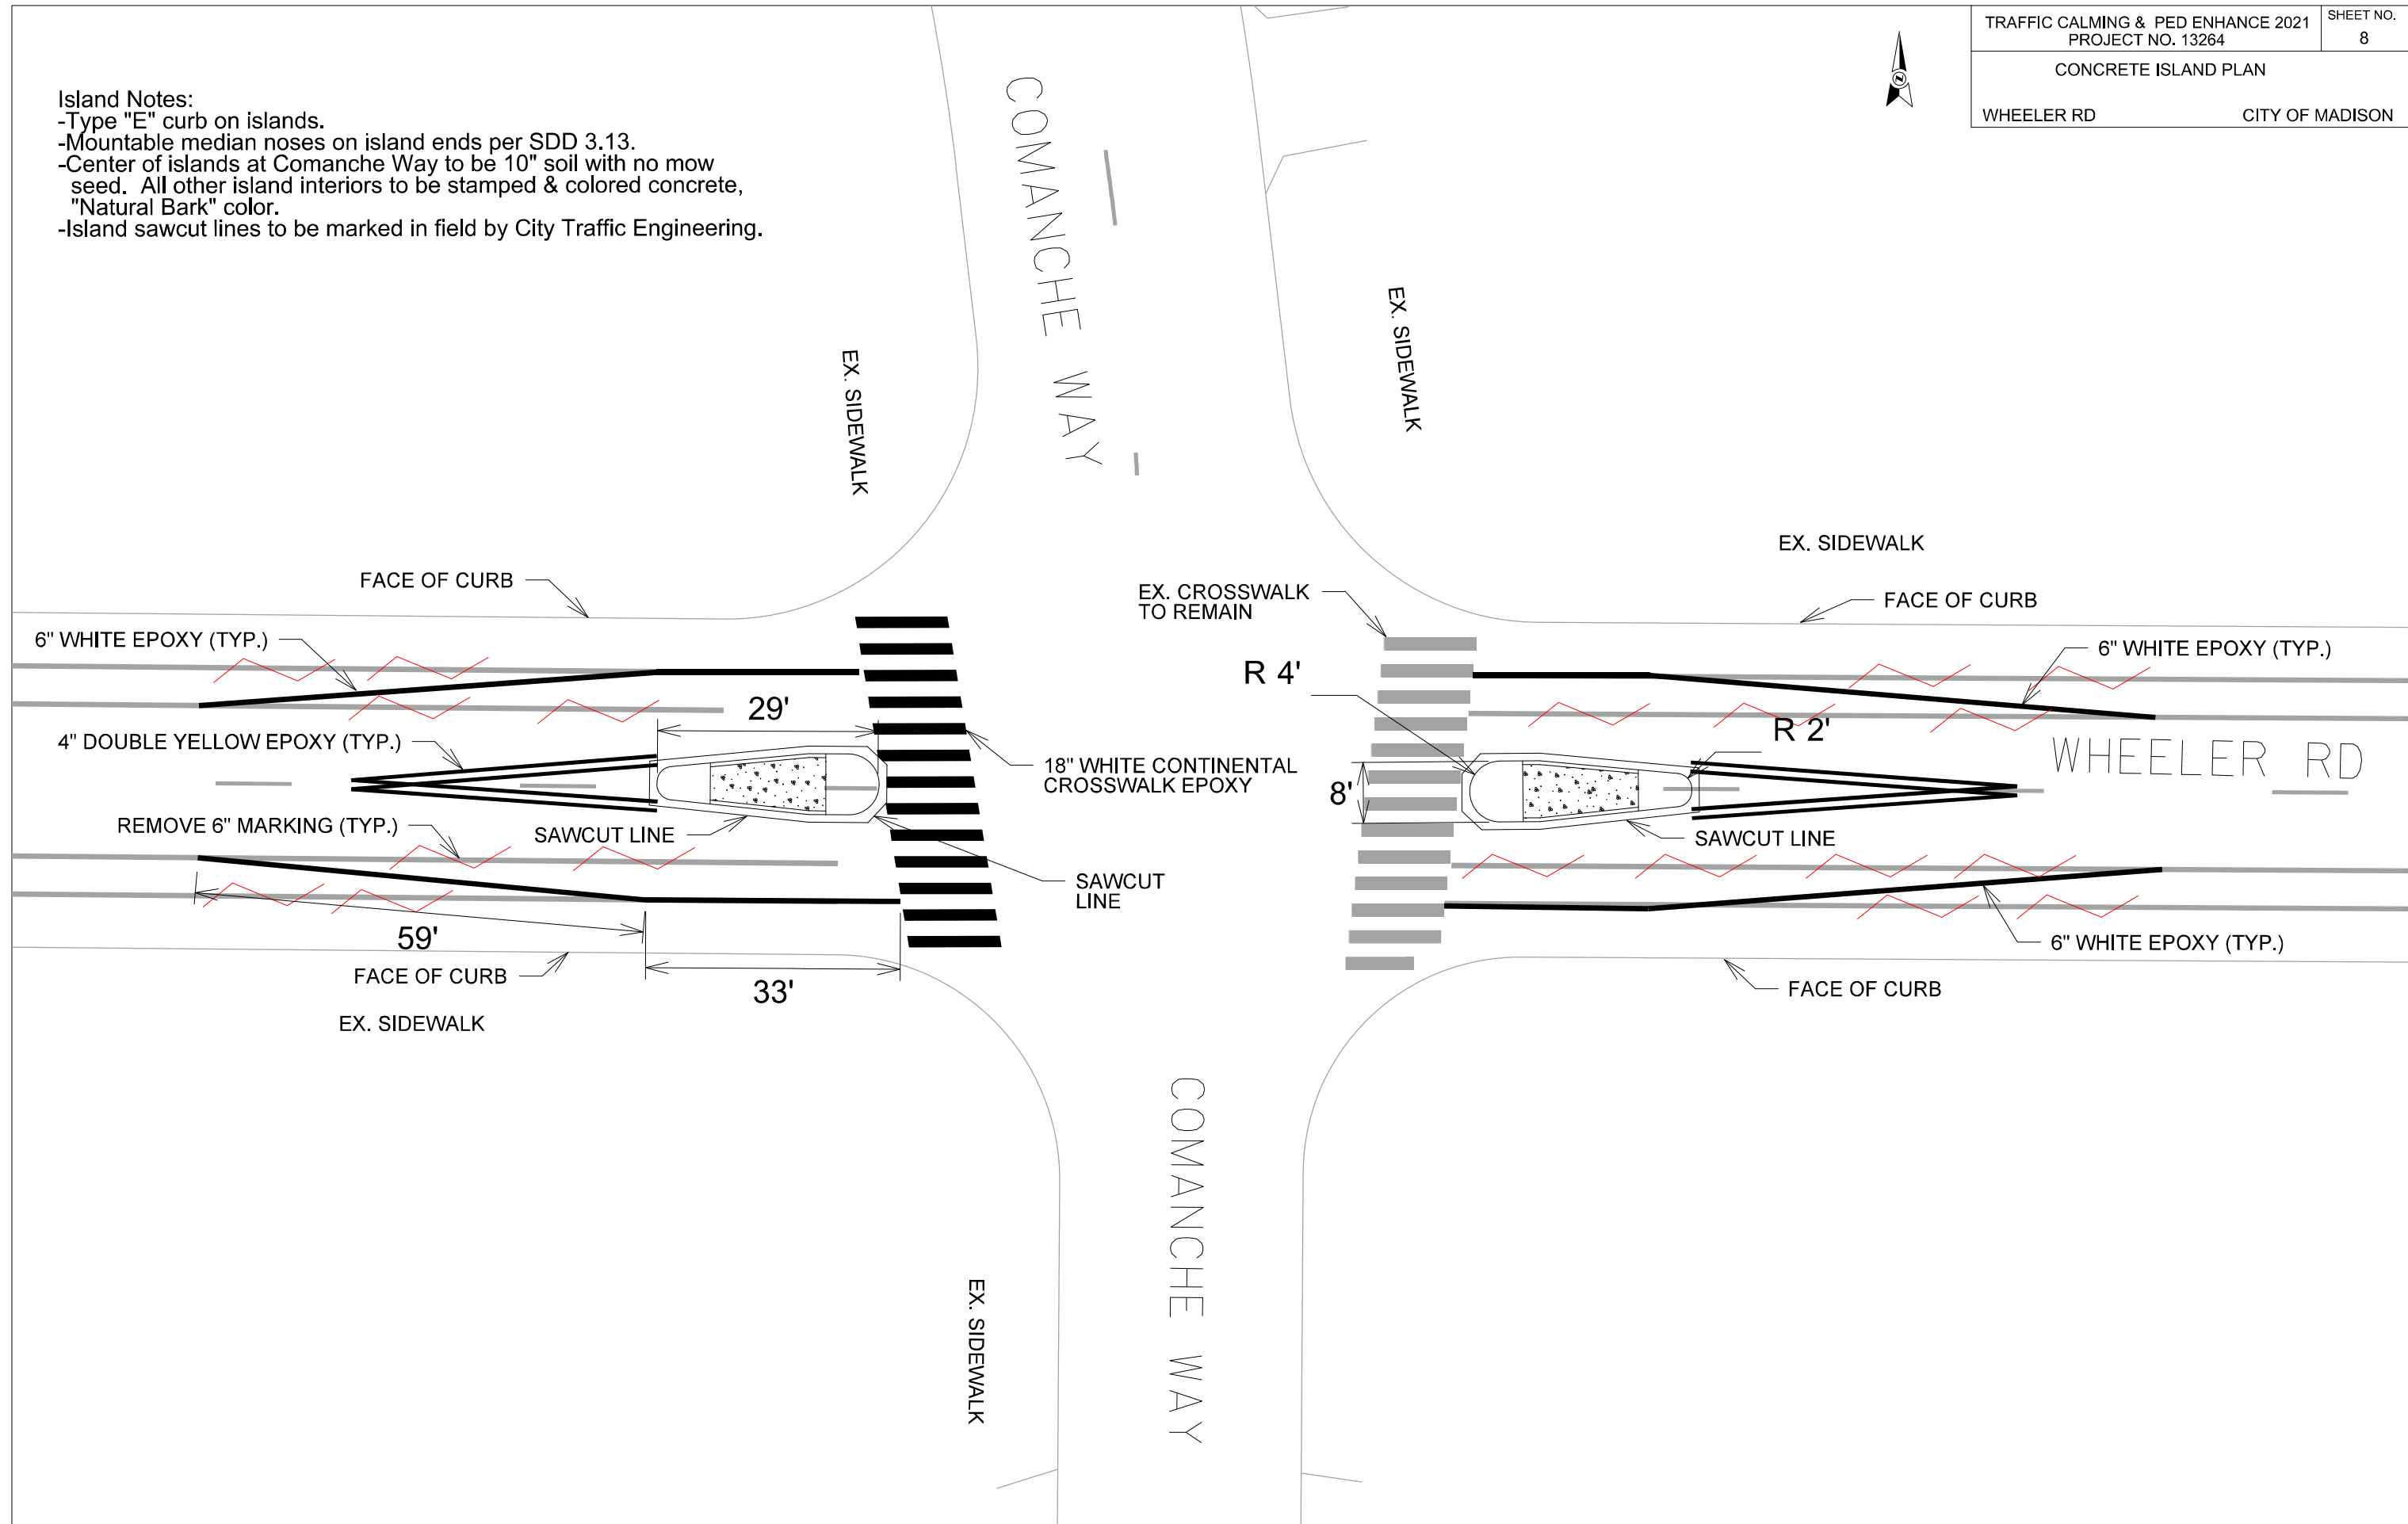 TRAFFIC CALMING & PED ENHANCE 2021
PROJECT NO. 13264
SHEET NO.
8
CONCRETE ISLAND PLAN
WHEELER RD
CITY OF MADISON
N
Island Notes:
-Type "E" curb on islands.
-Mountable median noses on island ends per SDD 3.13.
-Center of islands at Comanche Way to be 10" soil with no mow
seed. All other island interiors to be stamped & colored concrete,
"Natural Bark" color.
-Island sawcut lines to be marked in field by City Traffic Engineering.
COMANCHE WAY
EX. SIDEWALK
EX. SIDEWALK
EX. SIDEWALK
FACE OF CURB
EX. CROSSWALK
TO REMAIN
FACE OF CURB
6" WHITE EPOXY (TYP.)
6" WHITE EPOXY (TYP.)
R 4'
29'
R 2'
4" DOUBLE YELLOW EPOXY (TYP.)
WHEELER RD
18" WHITE CONTINENTAL
CROSSWALK EPOXY
8'
REMOVE 6" MARKING (TYP.)
SAWCUT LINE
SAWCUT LINE
SAWCUT
LINE
59'
6" WHITE EPOXY (TYP.)
FACE OF CURB
33'
FACE OF CURB
EX. SIDEWALK
COMANCHE WAY
EX. SIDEWALK